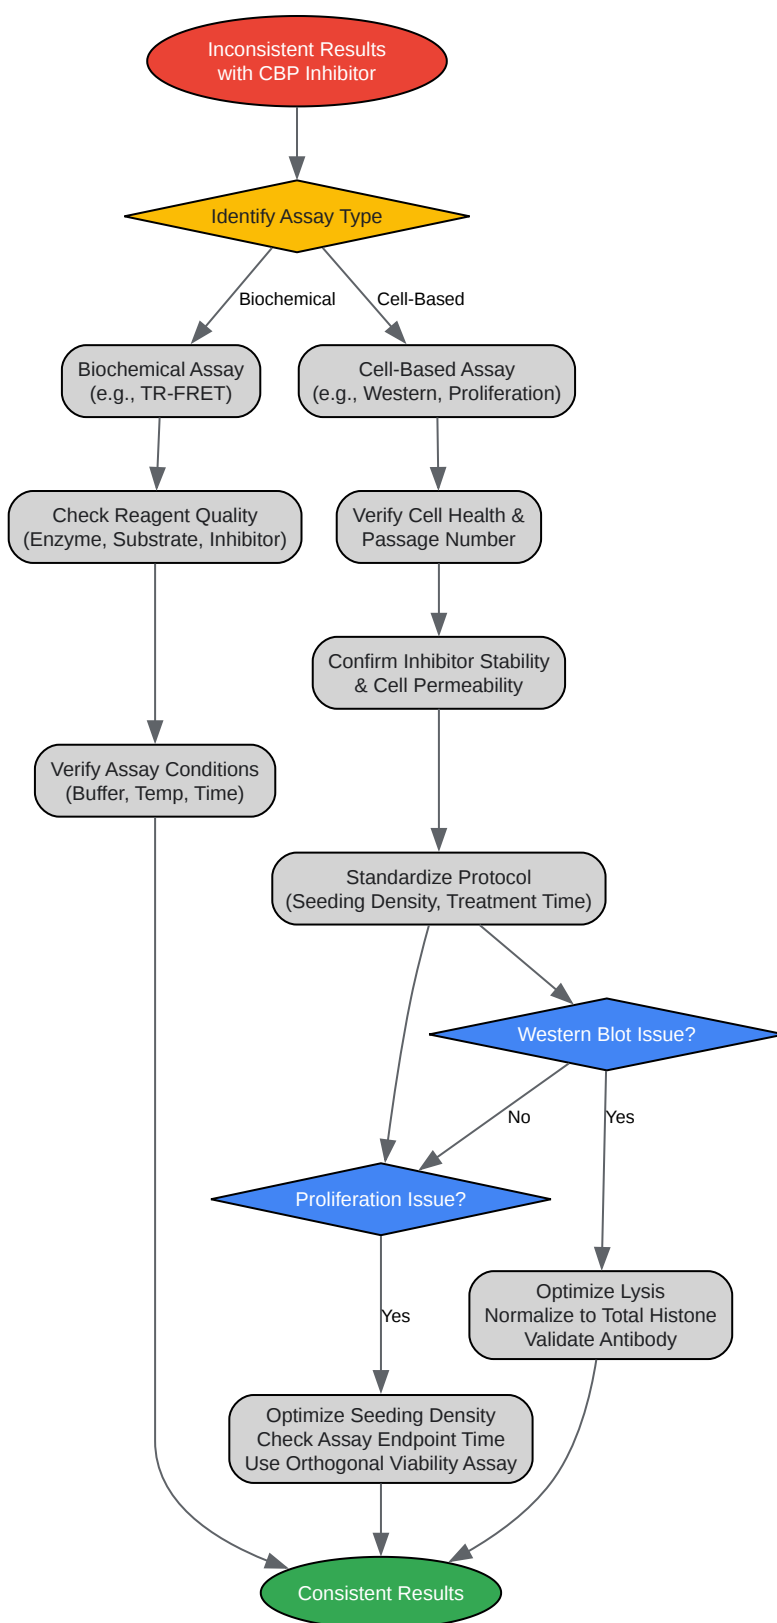 Inconsistent Results
with CBP Inhibitor
Identify Assay Type
Biochemical
Cell-Based
Biochemical Assay
(e.g., TR-FRET)
Cell-Based Assay
(e.g., Western, Proliferation)
Check Reagent Quality
(Enzyme, Substrate, Inhibitor)
Verify Cell Health &
Passage Number
Confirm Inhibitor Stability
& Cell Permeability
Verify Assay Conditions
(Buffer, Temp, Time)
Standardize Protocol
(Seeding Density, Treatment Time)
Western Blot Issue?
No
Yes
Proliferation Issue?
Optimize Lysis
Normalize to Total Histone
Validate Antibody
Yes
Optimize Seeding Density
Check Assay Endpoint Time
Use Orthogonal Viability Assay
Consistent Results